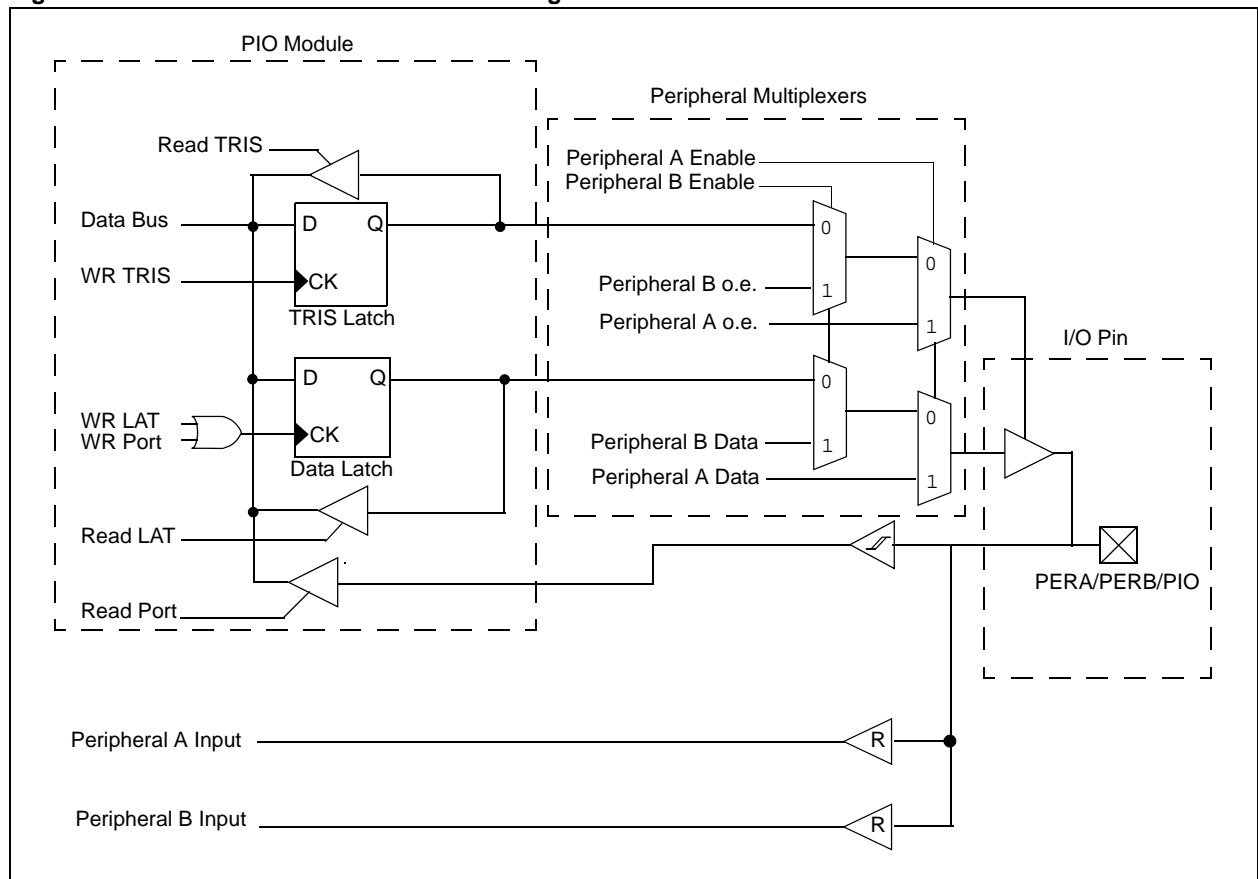 PIO Module
Peripheral Multiplexers
Read TRIS
Peripheral A Enable
Peripheral B Enable
Data Bus
D
Q
0
WR TRIS
CK
0
Peripheral B o.e.
1
TRIS Latch
Peripheral A o.e.
1
I/O Pin
D
Q
0
WR LAT
WR Port
CK
0
Peripheral B Data
1
Data Latch
Peripheral A Data
1
Read LAT
PERA/PERB/PIO
Read Port
Peripheral A Input
R
Peripheral B Input
R